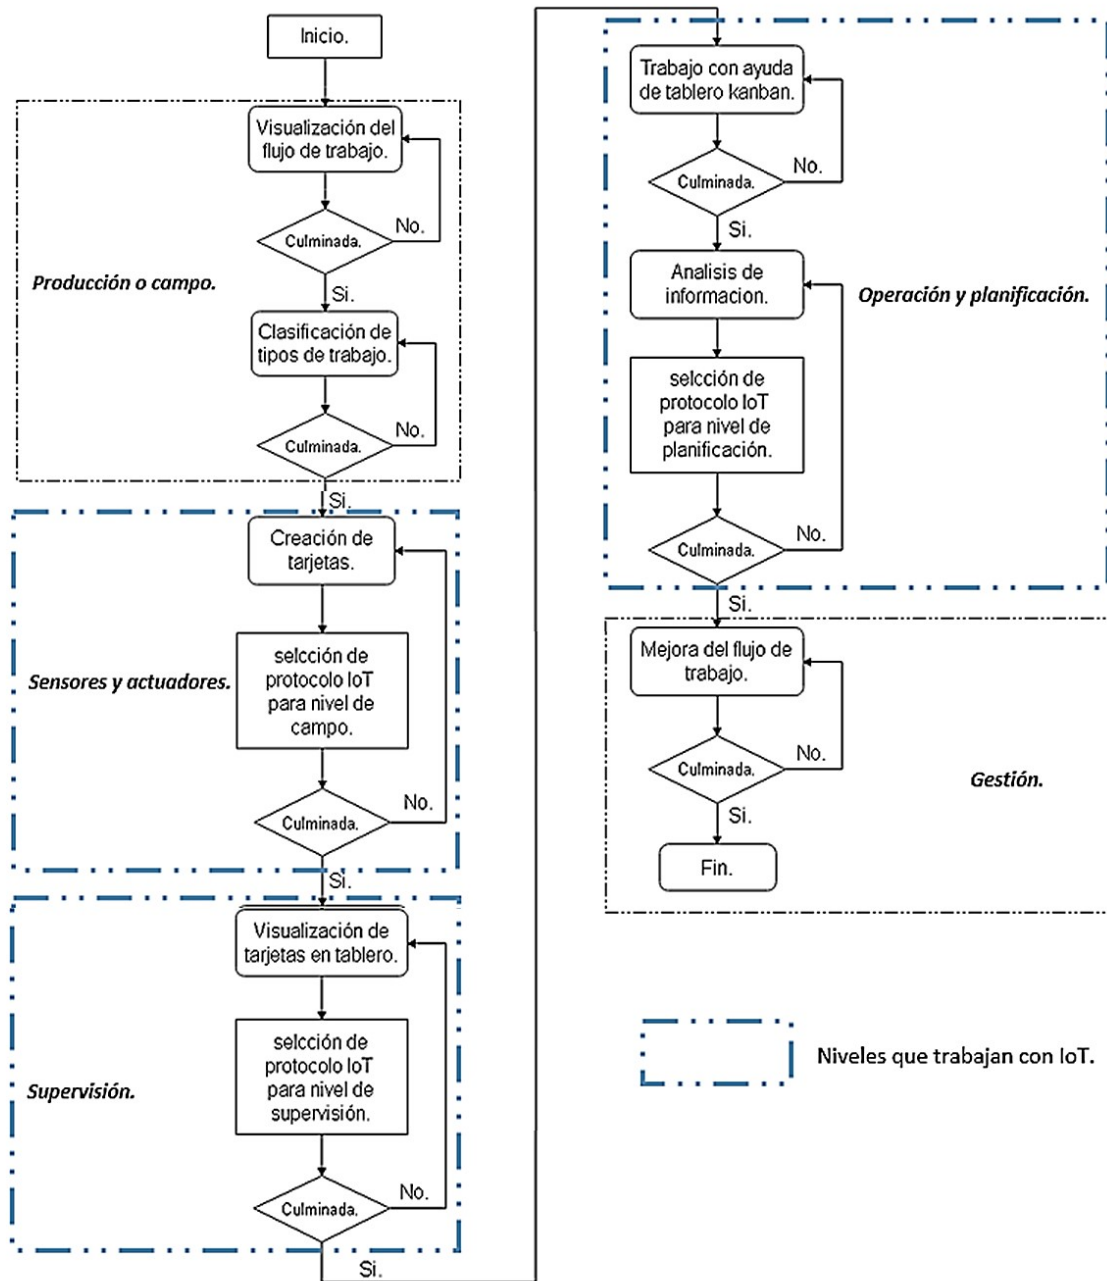 Inicio.
Visualización del
flujo de trabajo.
No.
Culminada.
Si.
Producción o campo.
Clasificación de
tipos de trabajo.
No.
Culminada.
Si.
Creación de
tarjetas.
Sensores y actuadores.
selcción de
protocolo IoT
para nivel de
campo.
No.
Culminada.
Si.
Visualización de
tarjetas en tablero.
selcción de
protocolo IoT
para nivel de
supervisión.
Supervisión.
No.
Culminada.
Si.
Trabajo con ayuda
de tablero kanban.
No.
Culminada.
Si.
Analisis de
informacion.
Operación y planificación.
selcción de
protocolo IoT
para nivel de
planificación.
No.
Culminada.
Si.
Mejora del flujo de
trabajo.
No.
Culminada.
Gestión.
Si.
Fin.
Niveles que trabajan con IoT.